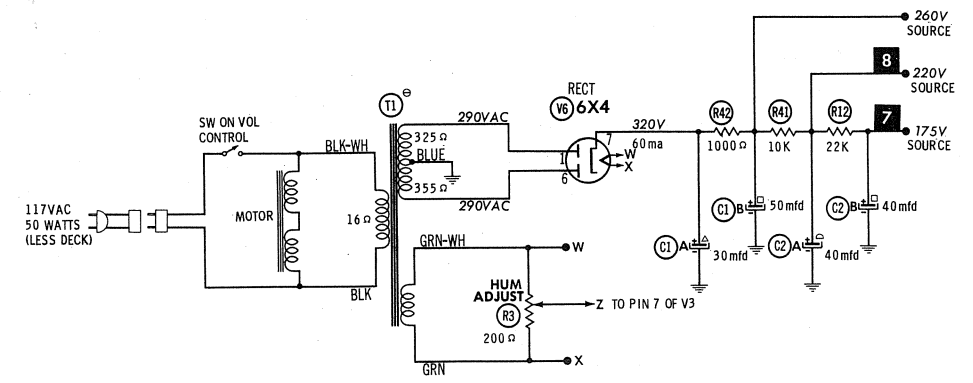 260V
SOURCE
8
220V
SOURCE
RECT
V6 6X4
T1
SW ON VOL
CONTROL
BLK-WH
290VAC
325Ω
BLUE
355Ω
290VAC
1
6
7
320V
60ma
W
X
R42
1000Ω
R41
10K
R12
22K
7
175V
SOURCE
117VAC
50 WATTS
(LESS DECK)
MOTOR
16Ω
BLK
C1 B
50mfd
C2 B
40mfd
C1 A
30mfd
C2 A
40mfd
GRN-WH
W
HUM
ADJUST
R3
200Ω
Z TO PIN 7 OF V3
GRN
X